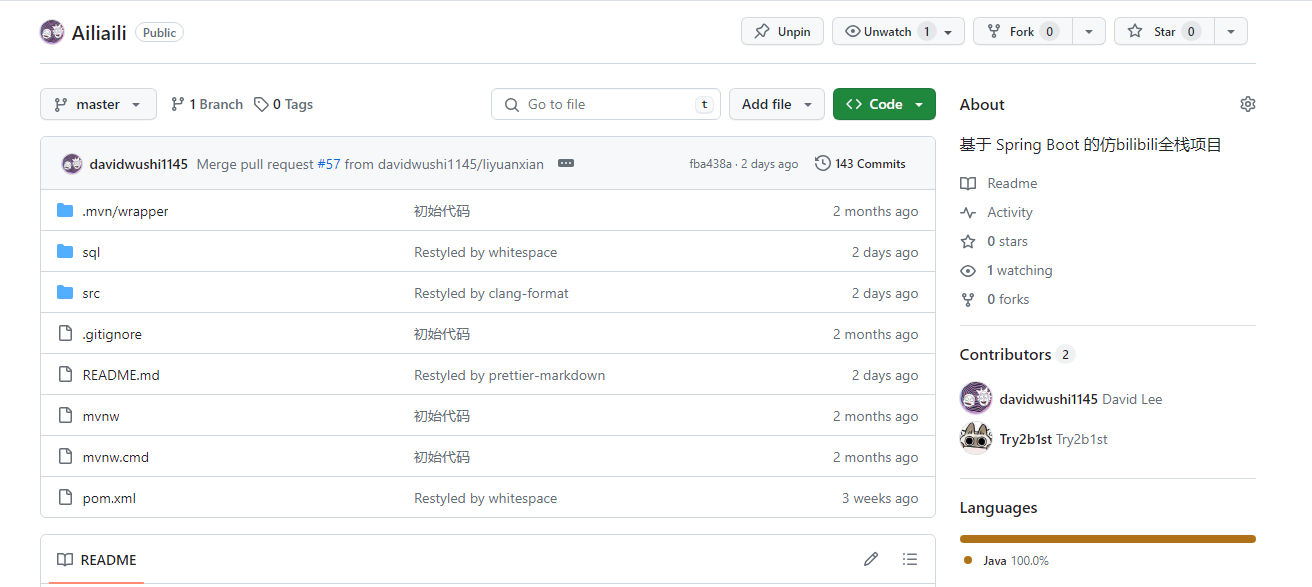 Ailiaili Public Unpin Unwatch 1 Fork 0 Star 0
master 1 Branch 0 Tags Go to file t Add file Code
davidwushi1145 Merge pull request #57 from davidwushi1145/liyuanxian fba438a · 2 days ago 143 Commits
.mvn/wrapper 初始代码 2 months ago
sql Restyled by whitespace 2 days ago
src Restyled by clang-format 2 days ago
.gitignore 初始代码 2 months ago
README.md Restyled by prettier-markdown 2 days ago
mvnw 初始代码 2 months ago
mvnw.cmd 初始代码 2 months ago
pom.xml Restyled by whitespace 3 weeks ago
README
About
基于 Spring Boot 的仿bilibili全栈项目
Readme
Activity
0 stars
1 watching
0 forks
Contributors 2
davidwushi1145 David Lee
Try2b1st Try2b1st
Languages
Java 100.0%